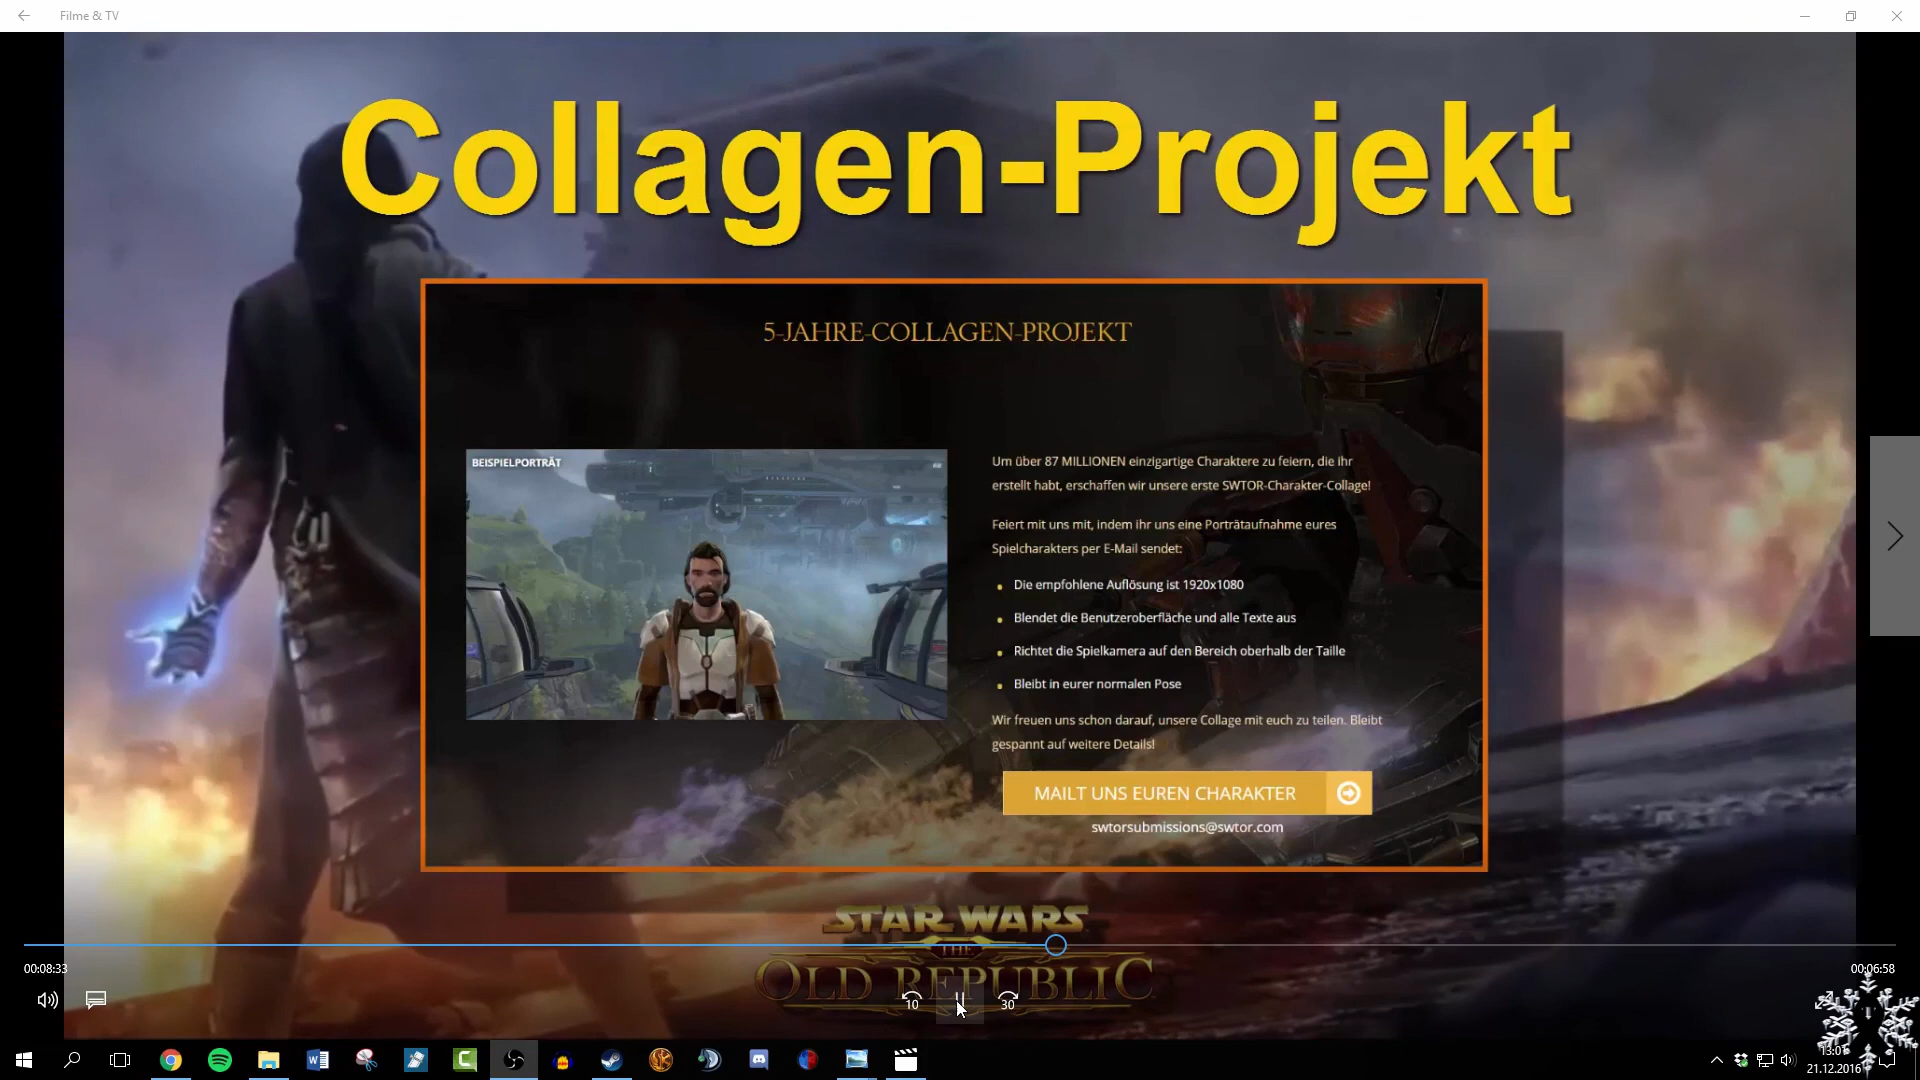 Filme & TV
Collagen-Projekt
5-JAHRE-COLLAGEN-PROJEKT
BEISPIELPORTRÄT
Um über 87 MILLIONEN einzigartige Charaktere zu feiern, die ihr
erstellt habt, erschaffen wir unsere erste SWTOR-Charakter-Collage!
Feiert mit uns mit, indem ihr uns eine Porträtaufnahme eures
Spielcharakters per E-Mail sendet:
Die empfohlene Auflösung ist 1920x1080
Blendet die Benutzeroberfläche und alle Texte aus
Richtet die Spielkamera auf den Bereich oberhalb der Taille
Bleibt in eurer normalen Pose
Wir freuen uns schon darauf, unsere Collage mit euch zu teilen. Bleibt
gespannt auf weitere Details!
MAILT UNS EUREN CHARAKTER
swtorsubmissions@swtor.com
STAR WARS
THE
OLD REPUBLIC
00:08:33
00:06:58
10
30
13:01
21.12.2016